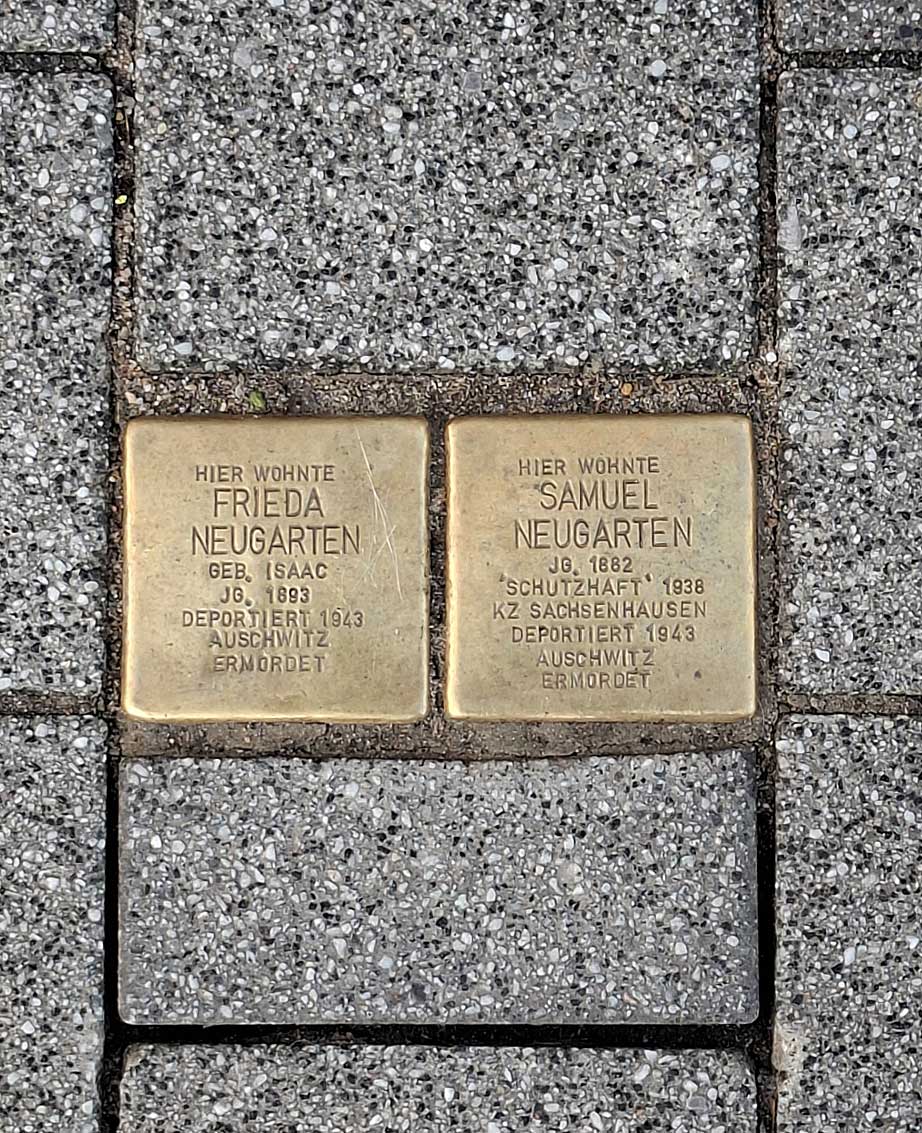 HIER WOHNTE
FRIEDA
NEUGARTEN
GEB. ISAAC
JG. 1893
DEPORTIERT 1943
AUSCHWITZ
ERMORDET
HIER WOHNTE
SAMUEL
NEUGARTEN
JG. 1882
'SCHUTZHAFT' 1938
KZ SACHSENHAUSEN
DEPORTIERT 1943
AUSCHWITZ
ERMORDET